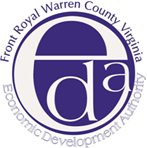 Front Royal Warren County Virginia
eda
Economic Development Authority